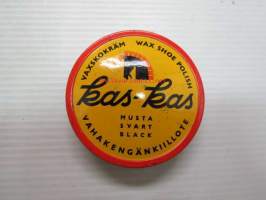 VAXSKOKRÄM WAX SHOE POLISH
kas-kas
MUSTA
SVART
BLACK
VAHAKENGÄNKIILLOTE